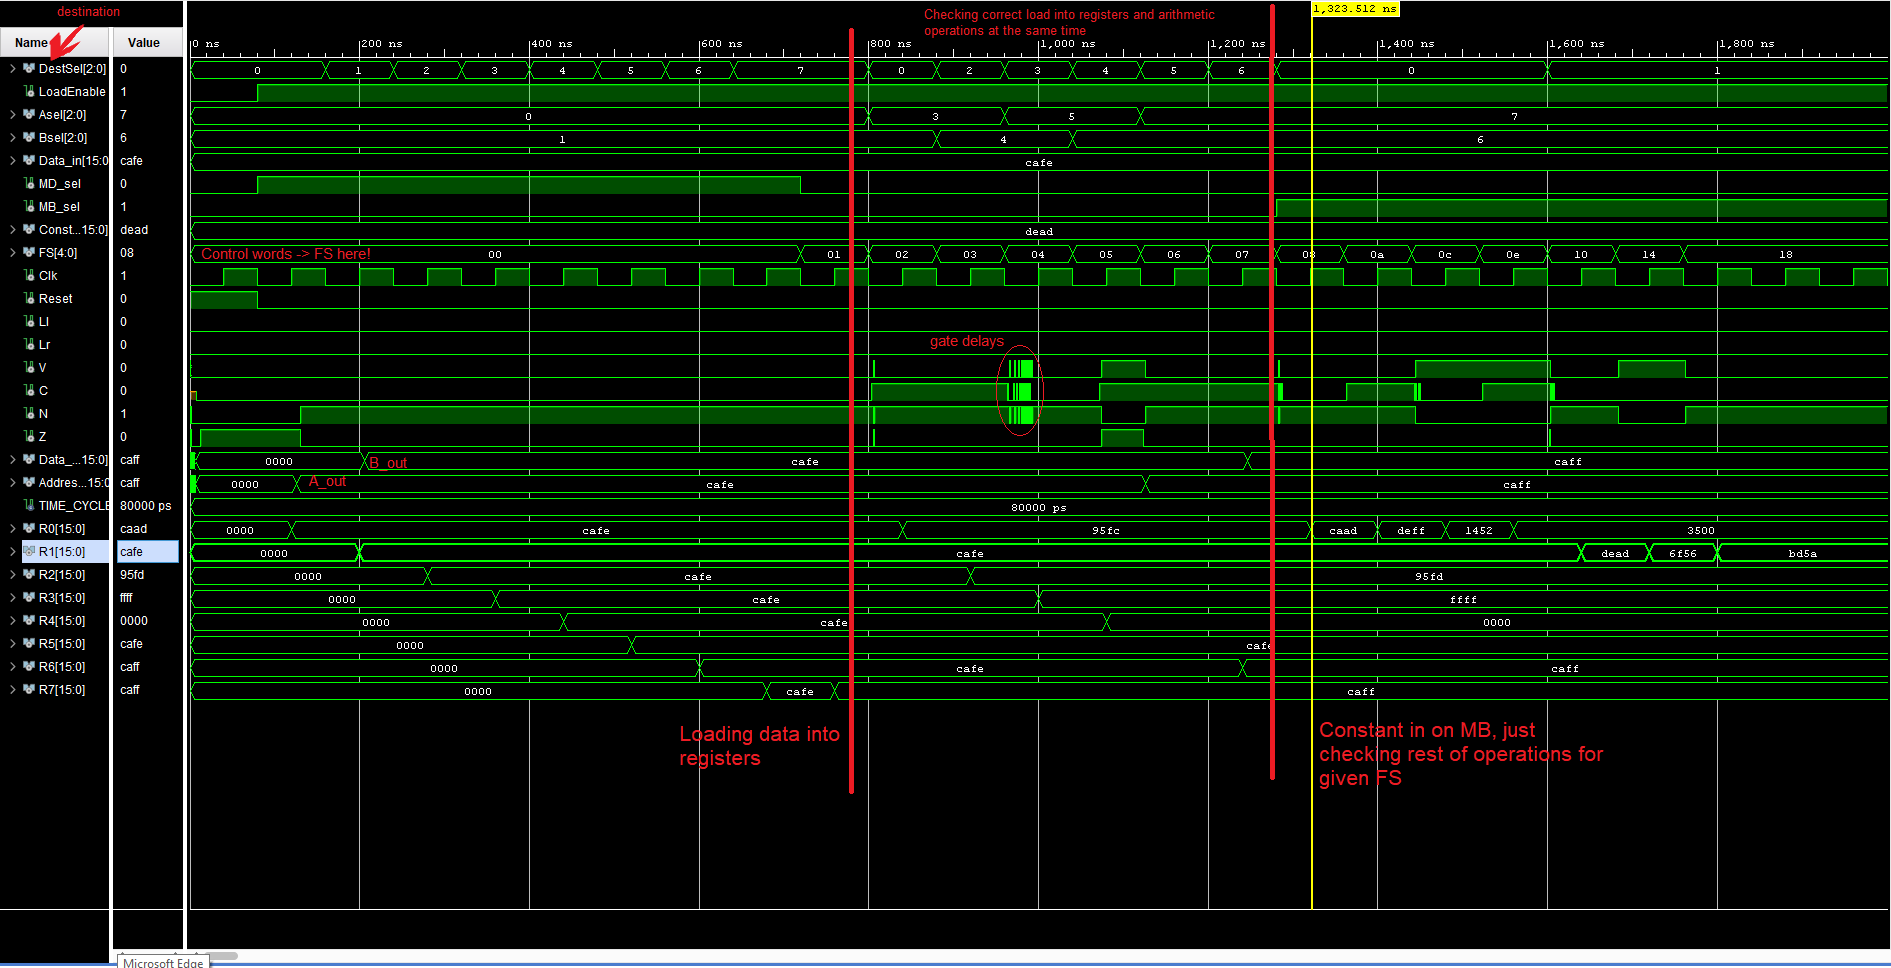 destination
Checking correct load into registers and arithmetic
operations at the same time
1,323.512 ns
Name Value
0 ns 200 ns 400 ns 600 ns 800 ns 1,000 ns 1,200 ns 1,400 ns 1,600 ns 1,800 ns
DestSel[2:0] 0 0 1 2 3 4 5 6 7 0 2 3 4 5 6 0 1
LoadEnable 1
Asel[2:0] 7 0 3 5 7
Bsel[2:0] 6 1 4 6
Data_in[15:0 cafe cafe
MD_sel 0
MB_sel 1
Const...15:0] dead dead
FS[4:0] 08 Control words -> FS here! 00 01 02 03 04 05 06 07 08 0a 0c 0e 10 14 18
Clk 1
Reset 0
LI 0
Lr 0
gate delays
V 0
C 0
N 1
Z 0
Data_...15:0] caff 0000 B_out cafe caff
Addres...15:0 caff 0000 A_out cafe caff
TIME_CYCLE 80000 ps 80000 ps
R0[15:0] caad 0000 cafe 95fc caad deff 1452 3500
R1[15:0] cafe 0000 cafe dead 6f56 bd5a
R2[15:0] 95fd 0000 cafe 95fd
R3[15:0] ffff 0000 cafe ffff
R4[15:0] 0000 0000 cafe 0000
R5[15:0] cafe 0000 cafe
R6[15:0] caff 0000 cafe caff
R7[15:0] caff 0000 cafe caff
Loading data into
registers
Constant in on MB, just
checking rest of operations for
given FS
Microsoft Edge